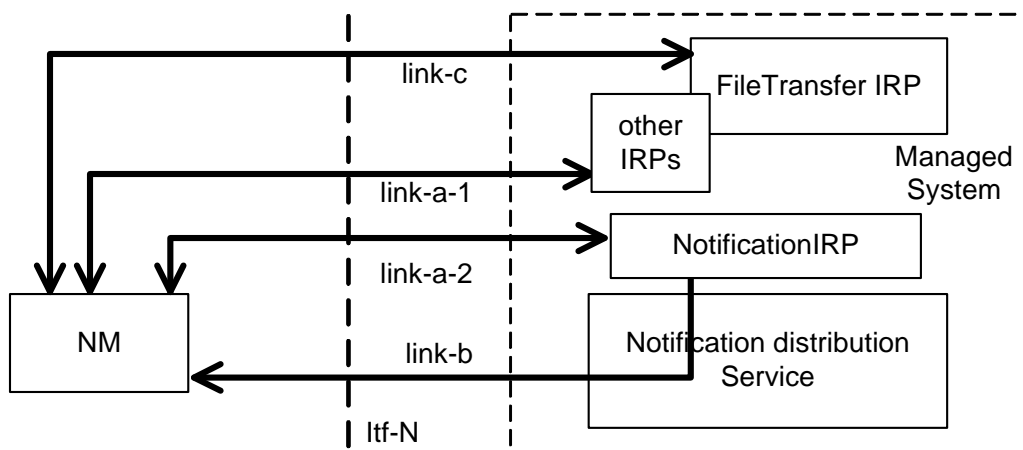 link-c
FileTransfer IRP
other
IRPs
Managed
System
link-a-1
NotificationIRP
link-a-2
NM
link-b
Notification distribution
Service
Itf-N